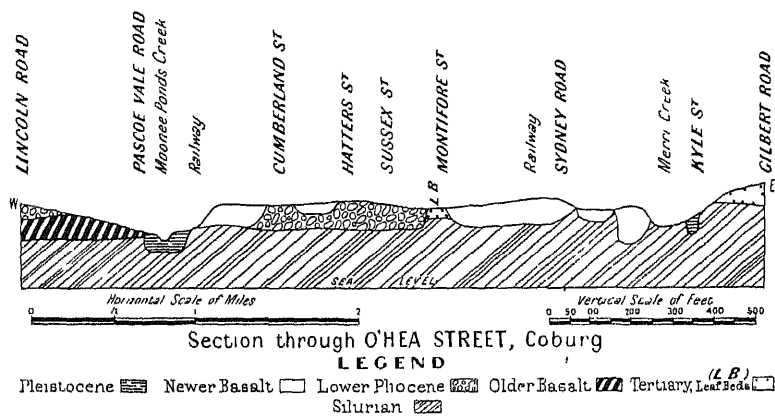 LINCOLN ROAD
PASCOE VALE ROAD
Moonee Ponds Creek
Railway
CUMBERLAND ST
HATTERS ST
SUSSEX ST
MONTIFORE ST
Railway
SYDNEY ROAD
Merri Creek
KYLE ST
GILBERT ROAD
W
L B
E
SEA LEVEL
Horizontal Scale of Miles
0 ½ 1 2
Vertical Scale of Feet
0 50 100 200 300 400 500
Section through O'HEA STREET, Coburg
LEGEND
Pleistocene Newer Basalt Lower Pliocene Older Basalt Tertiary, Leaf Beds (L B)
Silurian